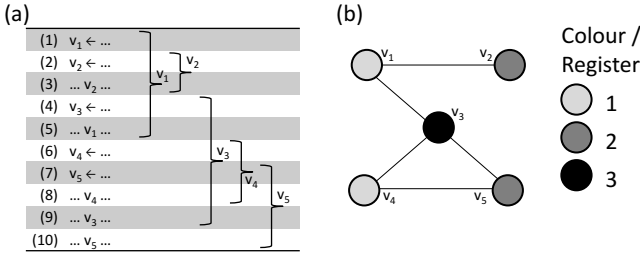 (a)
(1) v1 ← ...
(2) v2 ← ...
(3) ... v2 ...
(4) v3 ← ...
(5) ... v1 ...
(6) v4 ← ...
(7) v5 ← ...
(8) ... v4 ...
(9) ... v3 ...
(10) ... v5 ...
v1
v2
v3
v4
v5
(b)
v1
v2
v3
v4
v5
Colour /
Register
1
2
3